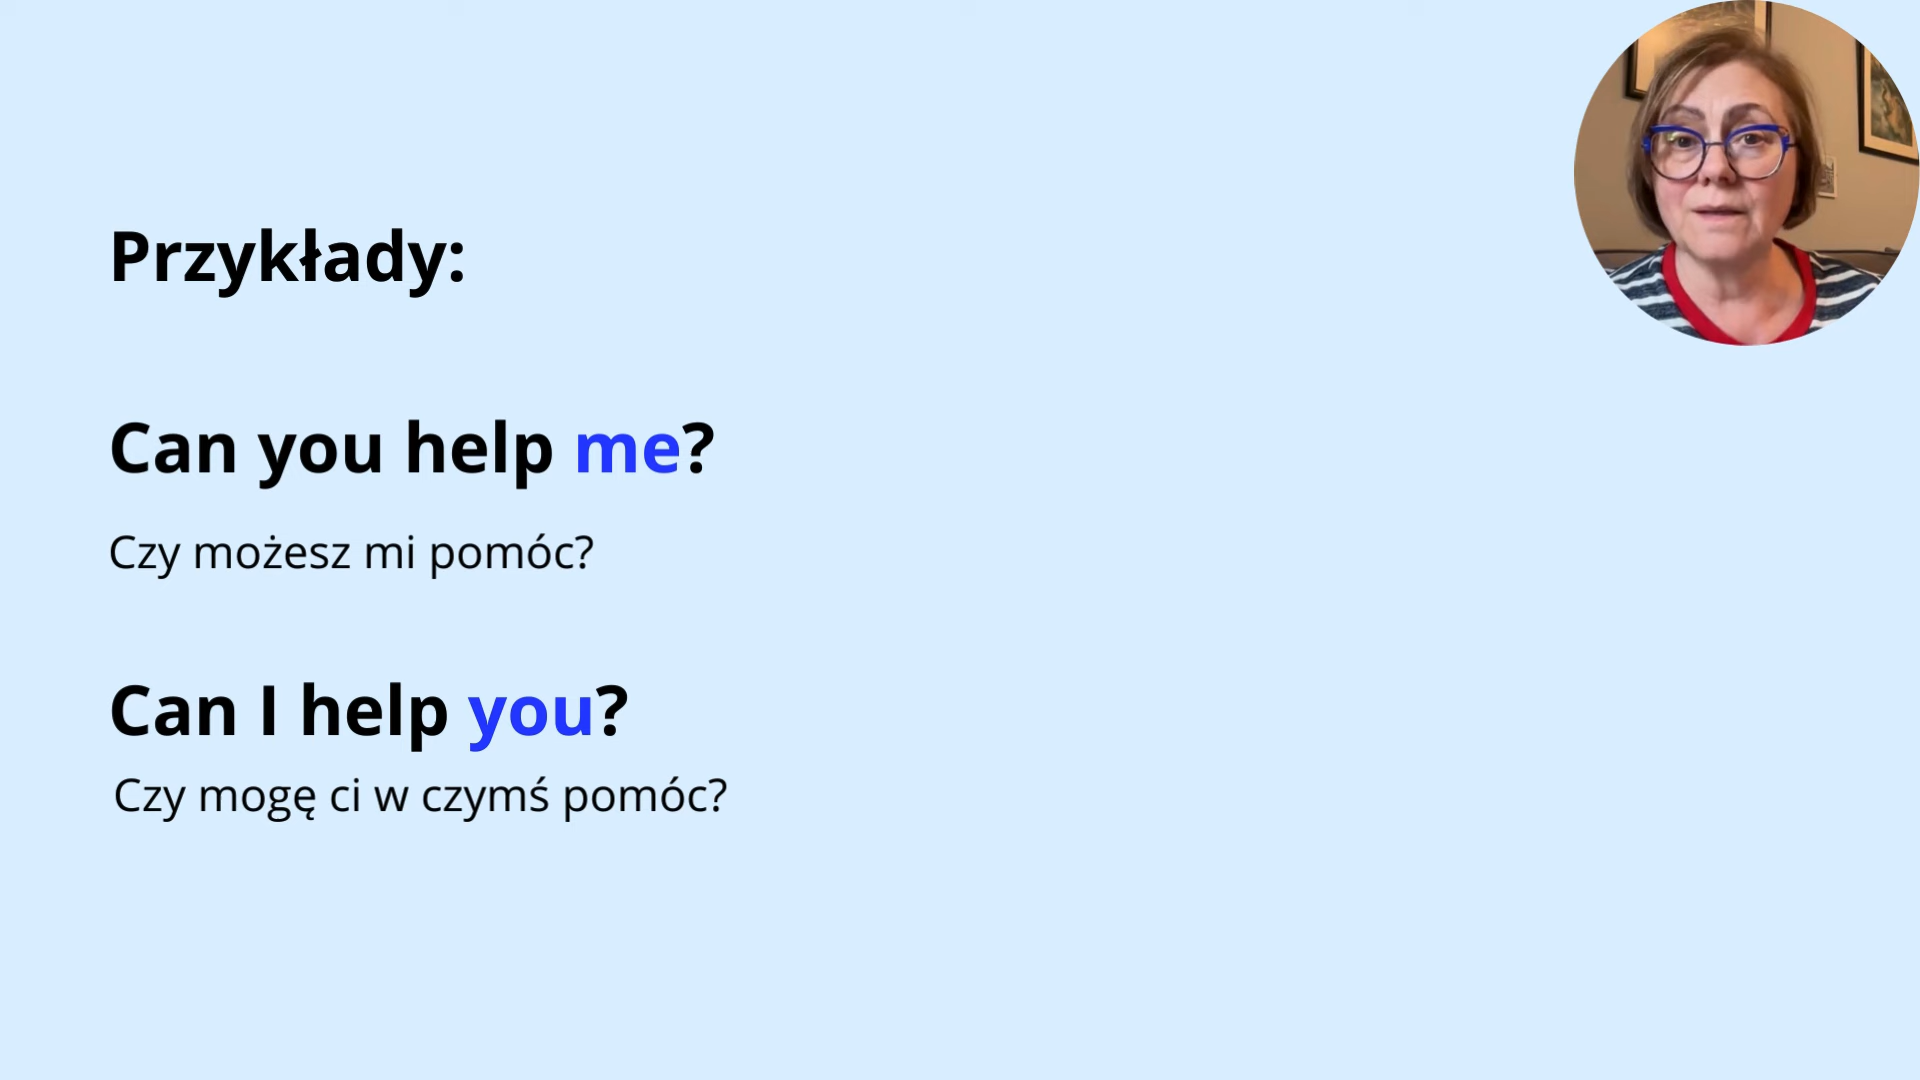 Przykłady:
Can you help me?
Czy możesz mi pomóc?
Can I help you?
Czy mogę ci w czymś pomóc?